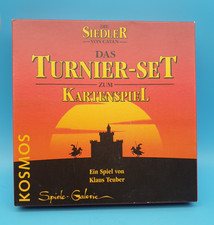 DIE
SIEDLER
VON CATAN
DAS
TURNIER-SET
ZUM
KARTENSPIEL
Ein Spiel von
Klaus Teuber
KOSMOS
Spiele-Galerie